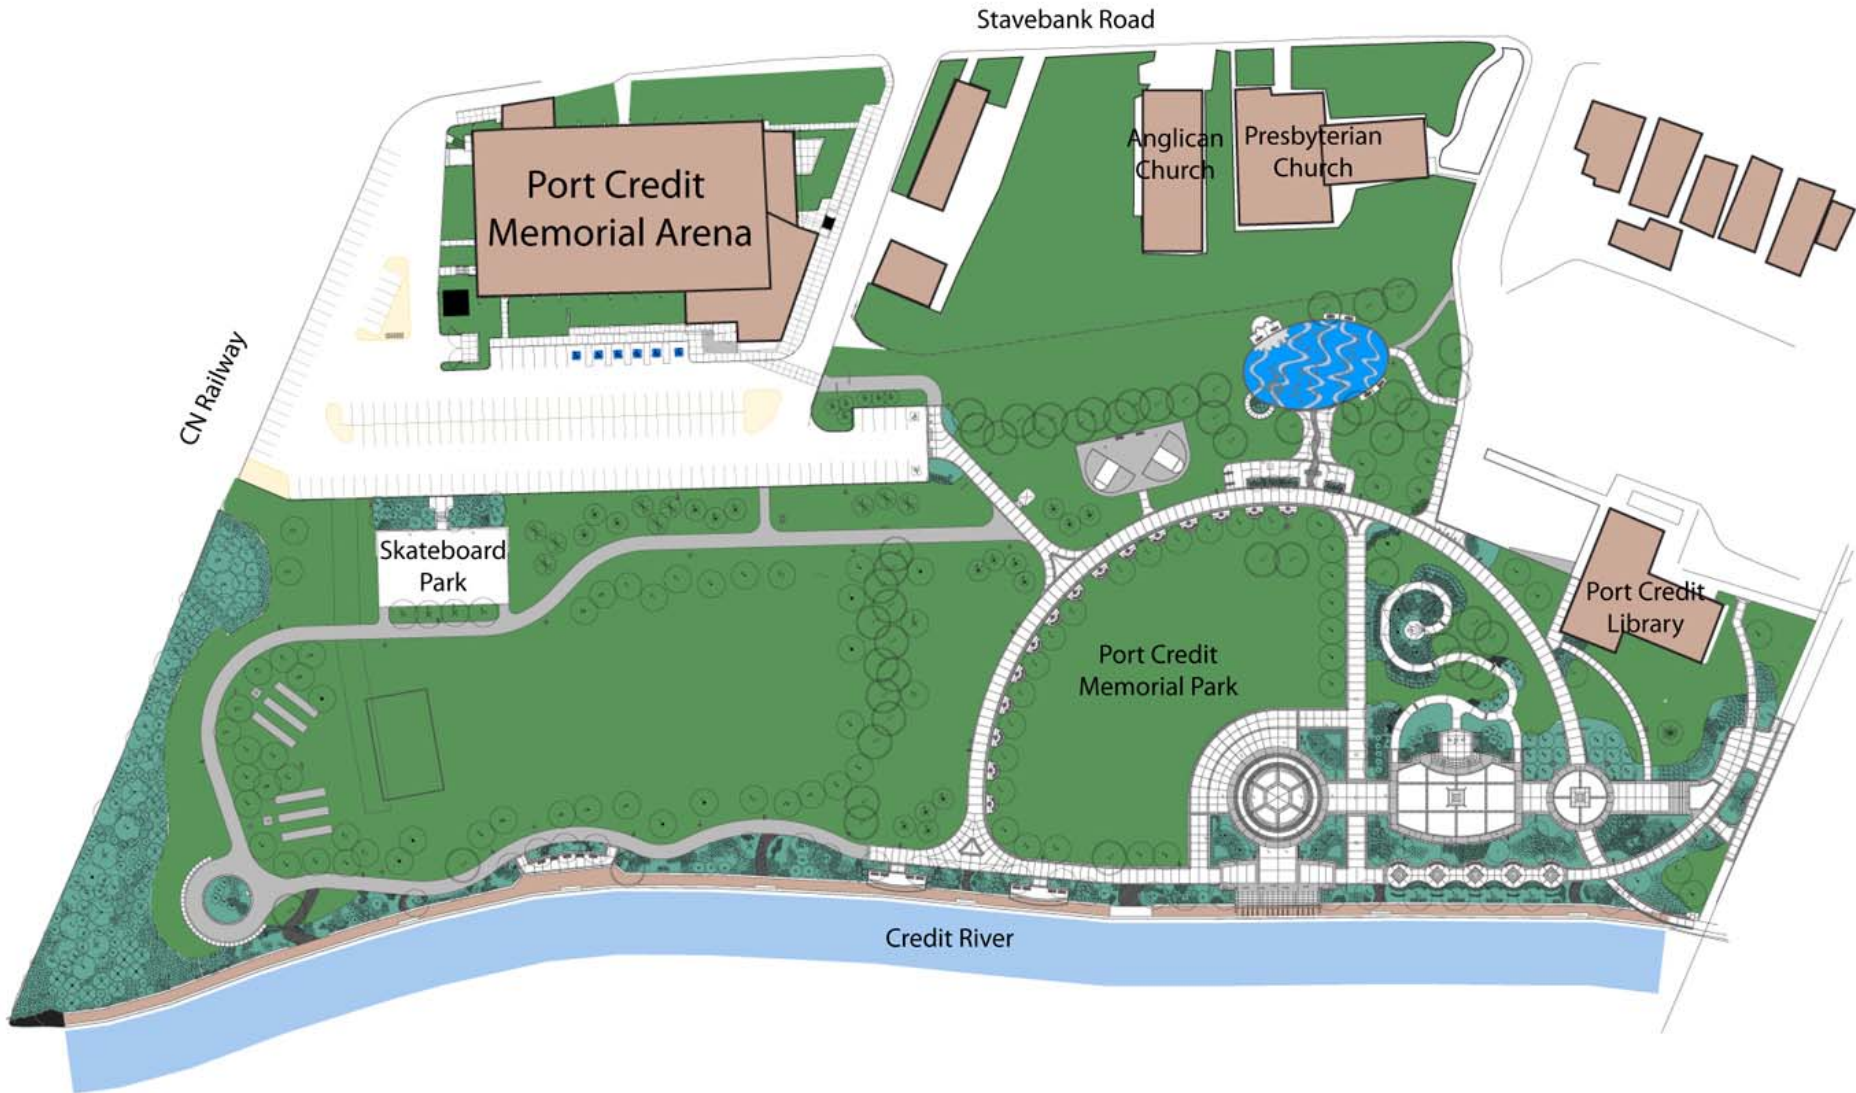 Stavebank Road
Anglican
Church
Presbyterian
Church
Port Credit
Memorial Arena
CN Railway
Skateboard
Park
Port Credit
Library
Port Credit
Memorial Park
Credit River